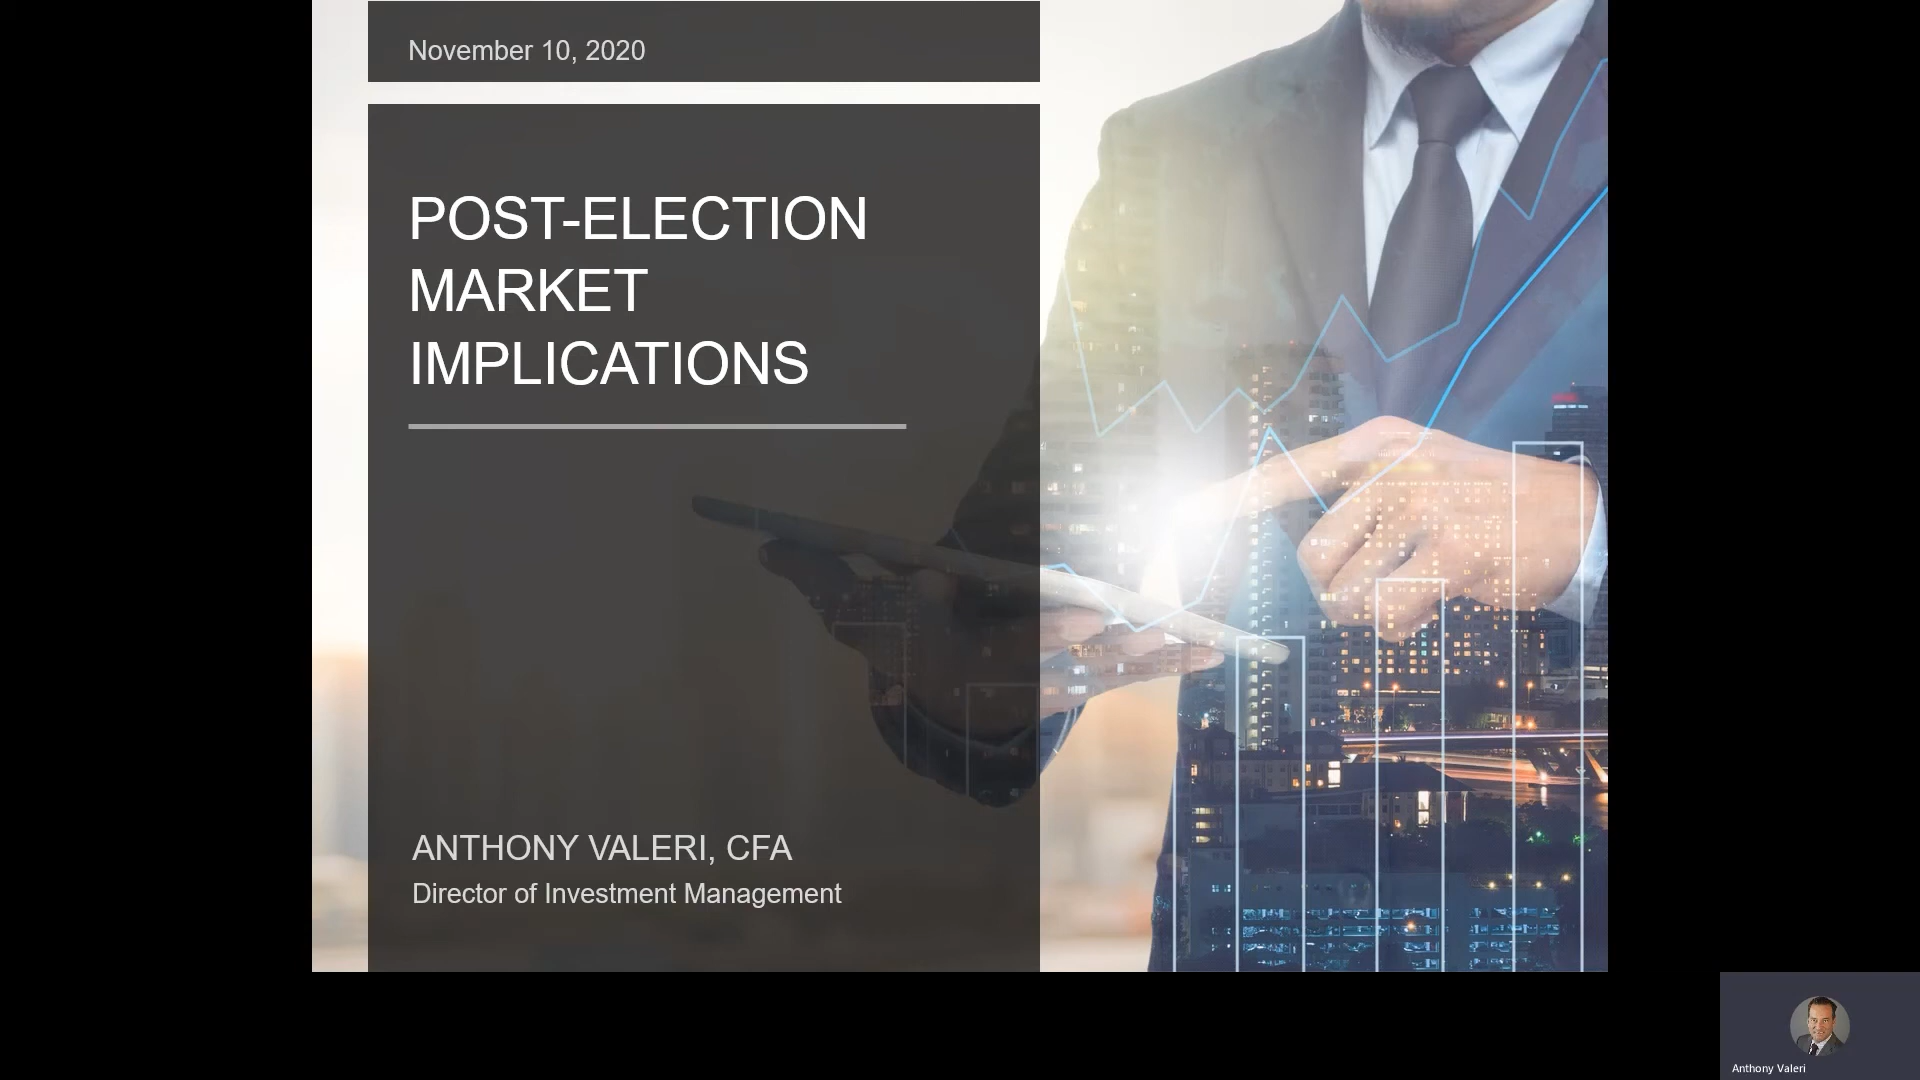 November 10, 2020
POST-ELECTION
MARKET
IMPLICATIONS
ANTHONY VALERI, CFA
Director of Investment Management
Anthony Valeri